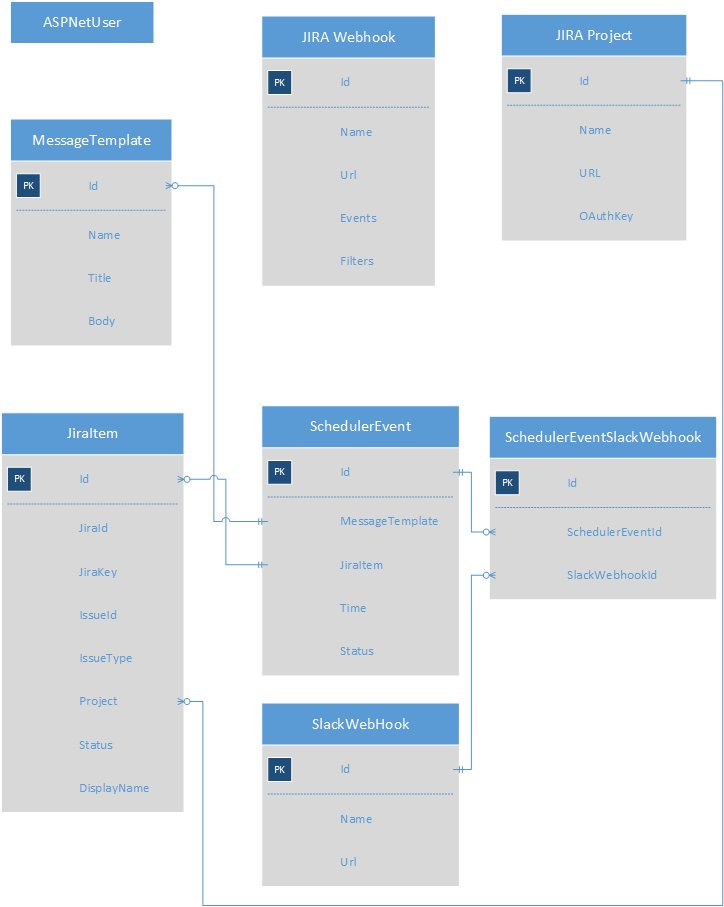 ASPNetUser
JIRA Webhook
PK
Id
Name
Url
Events
Filters
JIRA Project
PK
Id
Name
URL
OAuthKey
MessageTemplate
PK
Id
Name
Title
Body
JiraItem
PK
Id
JiraId
JiraKey
IssueId
IssueType
Project
Status
DisplayName
SchedulerEvent
PK
Id
MessageTemplate
JiraItem
Time
Status
SchedulerEventSlackWebhook
PK
Id
SchedulerEventId
SlackWebhookId
SlackWebHook
PK
Id
Name
Url